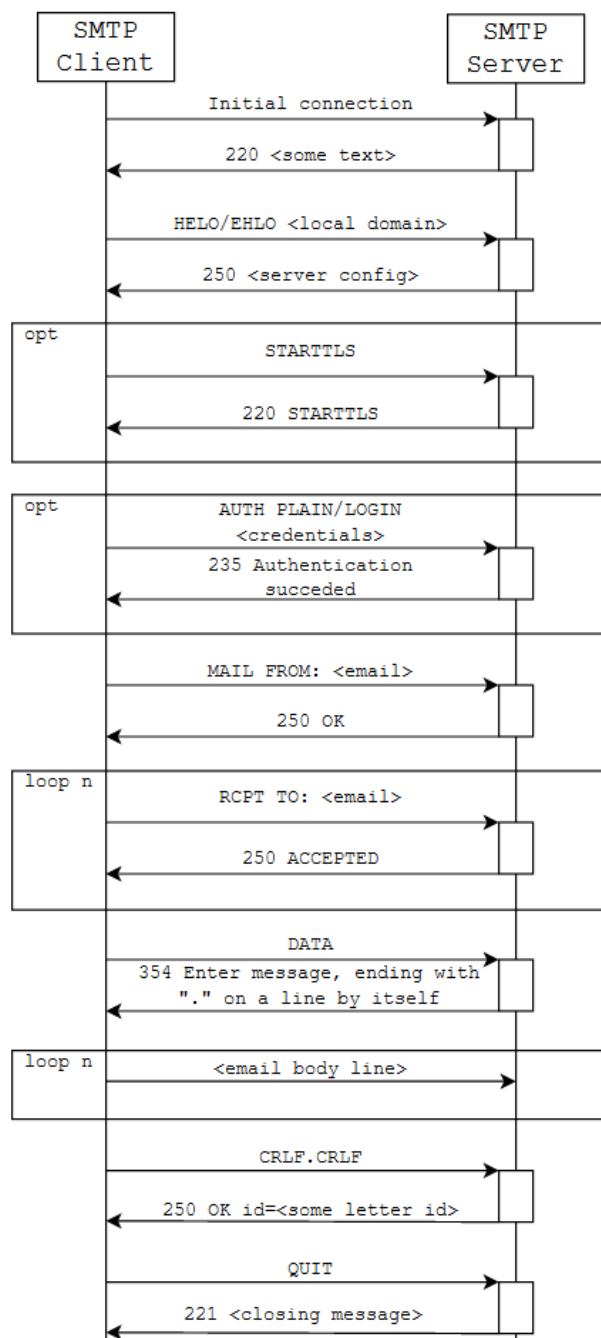 SMTP
Client
SMTP
Server
Initial connection
220 <some text>
HELO/EHLO <local domain>
250 <server config>
opt
STARTTLS
220 STARTTLS
opt
AUTH PLAIN/LOGIN
<credentials>
235 Authentication
succeded
MAIL FROM: <email>
250 OK
loop n
RCPT TO: <email>
250 ACCEPTED
DATA
354 Enter message, ending with
"." on a line by itself
loop n
<email body line>
CRLF.CRLF
250 OK id=<some letter id>
QUIT
221 <closing message>